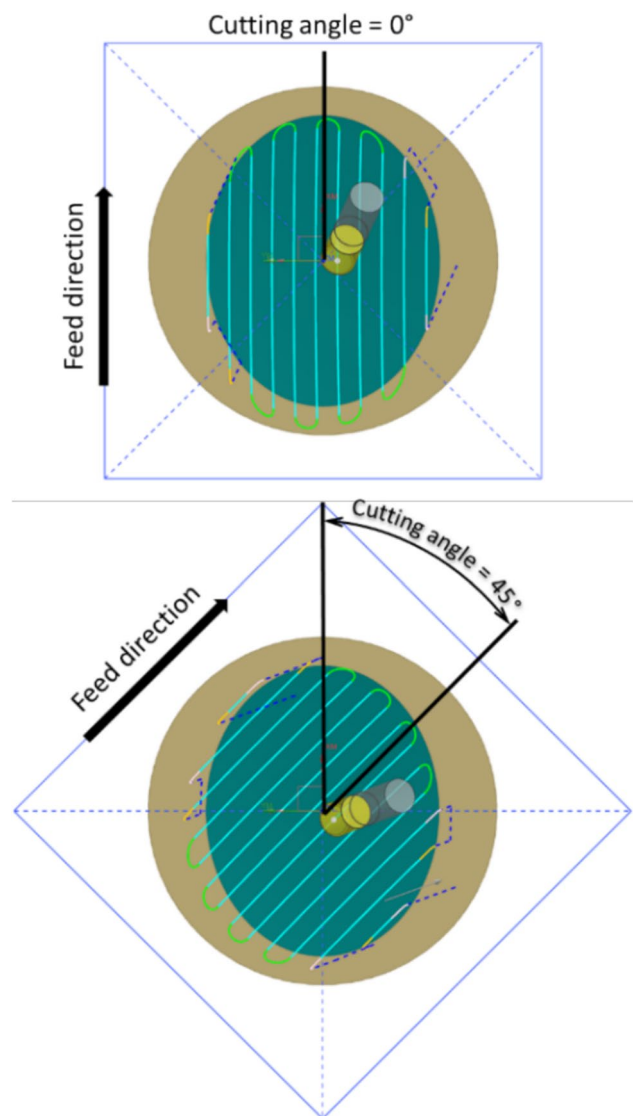 Cutting angle = 0°
Feed direction
Cutting angle = 45°
Feed direction